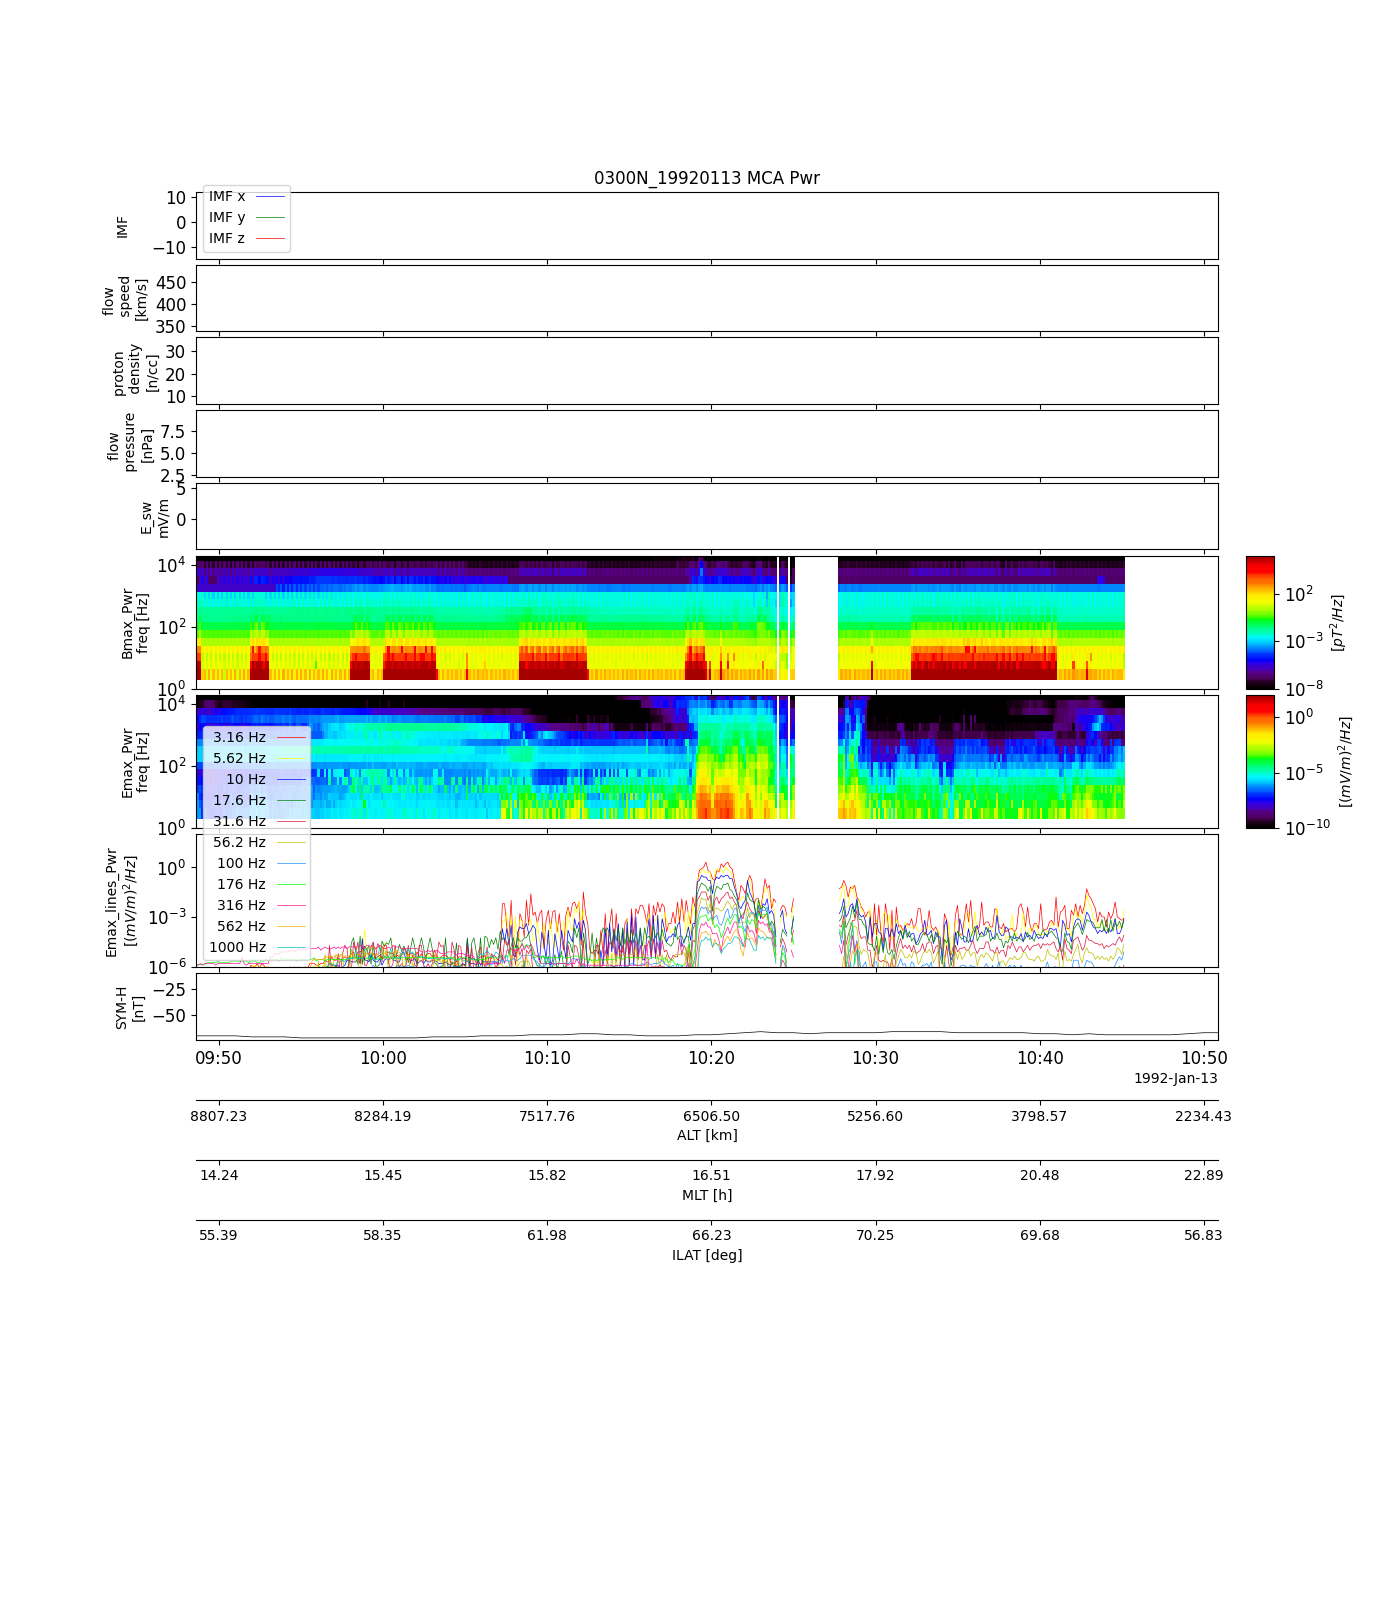 0300N_19920113 MCA Pwr
IMF
10
0
−10
IMF x
IMF y
IMF z
flow
speed
[km/s]
450
400
350
proton
density
[n/cc]
30
20
10
flow
pressure
[nPa]
7.5
5.0
2.5
E_sw
mV/m
5
0
Bmax_Pwr
freq [Hz]
10^4
10^2
10^0
10^2
10^-3
10^-8
[pT^2/Hz]
Emax_Pwr
freq [Hz]
10^4
10^2
10^0
10^0
10^-5
10^-10
[(mV/m)^2/Hz]
3.16 Hz
5.62 Hz
10 Hz
17.6 Hz
31.6 Hz
56.2 Hz
100 Hz
176 Hz
316 Hz
562 Hz
1000 Hz
Emax_lines_Pwr
[(mV/m)^2/Hz]
10^0
10^-3
10^-6
SYM-H
[nT]
−25
−50
09:50 10:00 10:10 10:20 10:30 10:40 10:50
1992-Jan-13
8807.23 8284.19 7517.76 6506.50 5256.60 3798.57 2234.43
ALT [km]
14.24 15.45 15.82 16.51 17.92 20.48 22.89
MLT [h]
55.39 58.35 61.98 66.23 70.25 69.68 56.83
ILAT [deg]